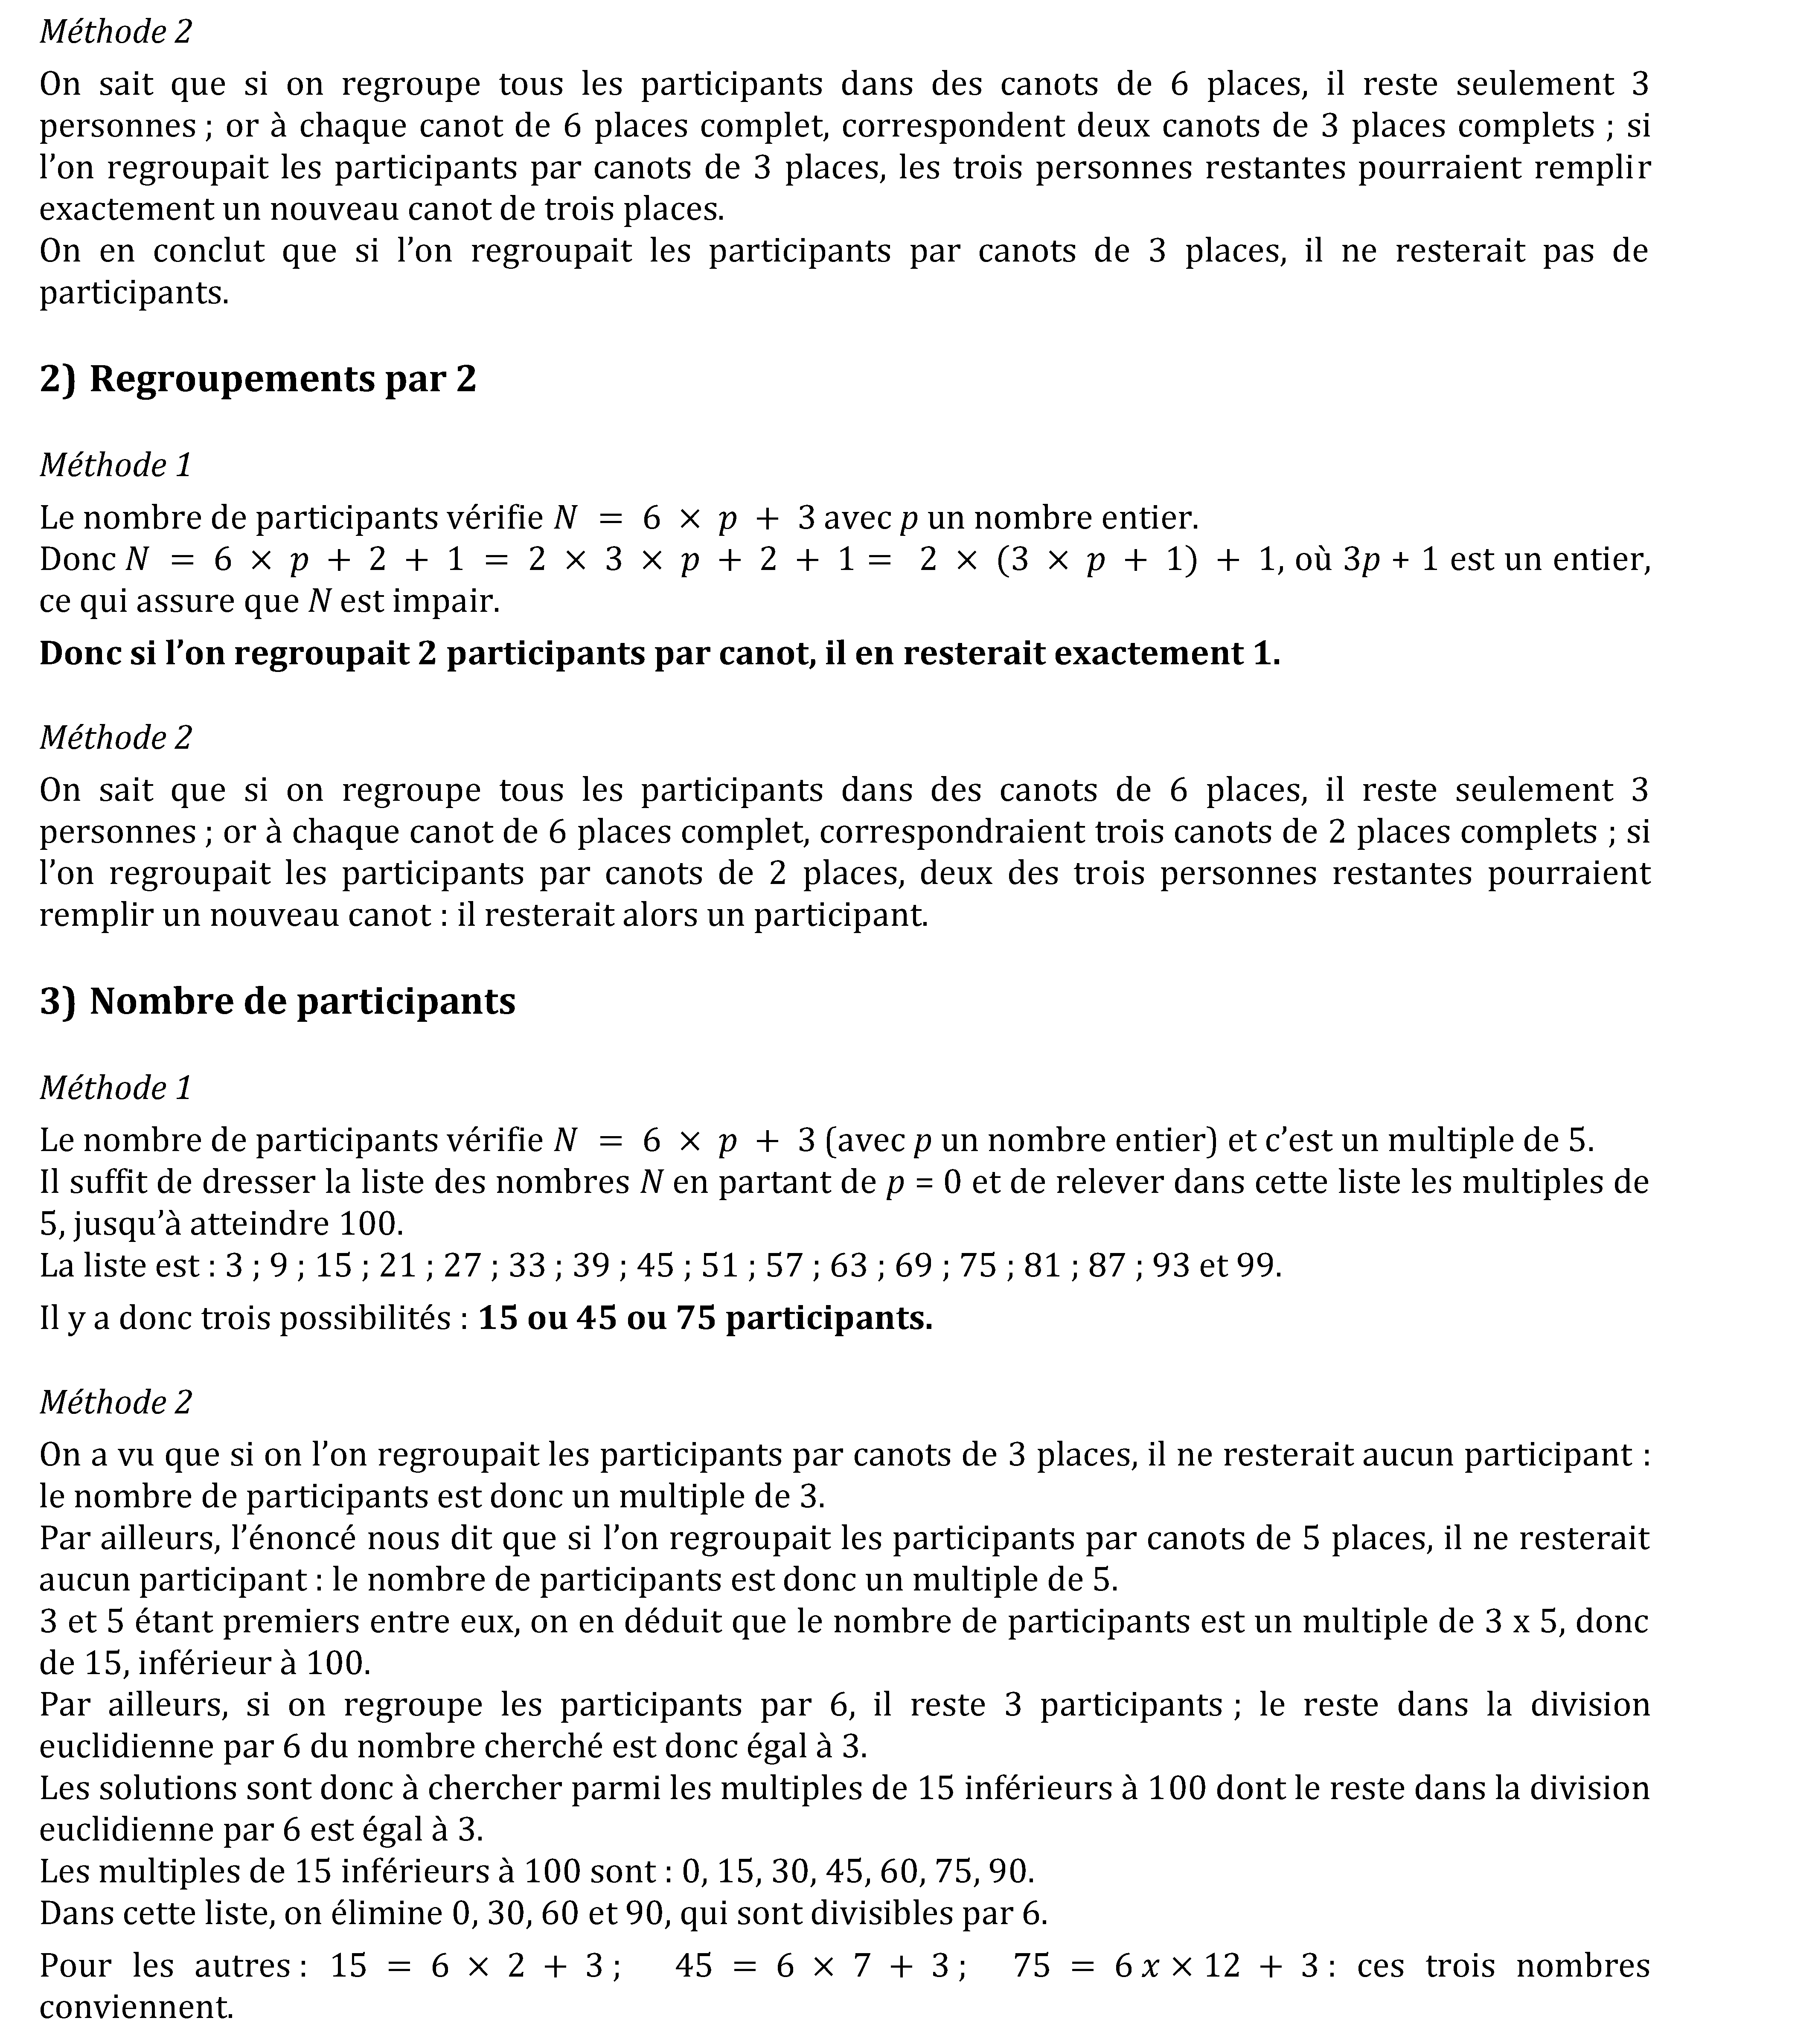 Méthode 2
On sait que si on regroupe tous les participants dans des canots de 6 places, il reste seulement 3
personnes ; or à chaque canot de 6 places complet, correspondent deux canots de 3 places complets ; si
l’on regroupait les participants par canots de 3 places, les trois personnes restantes pourraient remplir
exactement un nouveau canot de trois places.
On en conclut que si l’on regroupait les participants par canots de 3 places, il ne resterait pas de
participants.
2) Regroupements par 2
Méthode 1
Le nombre de participants vérifie N = 6 × p + 3 avec p un nombre entier.
Donc N = 6 × p + 2 + 1 = 2 × 3 × p + 2 + 1 = 2 × (3 × p + 1) + 1, où 3p + 1 est un entier,
ce qui assure que N est impair.
Donc si l’on regroupait 2 participants par canot, il en resterait exactement 1.
Méthode 2
On sait que si on regroupe tous les participants dans des canots de 6 places, il reste seulement 3
personnes ; or à chaque canot de 6 places complet, correspondraient trois canots de 2 places complets ; si
l’on regroupait les participants par canots de 2 places, deux des trois personnes restantes pourraient
remplir un nouveau canot : il resterait alors un participant.
3) Nombre de participants
Méthode 1
Le nombre de participants vérifie N = 6 × p + 3 (avec p un nombre entier) et c’est un multiple de 5.
Il suffit de dresser la liste des nombres N en partant de p = 0 et de relever dans cette liste les multiples de
5, jusqu’à atteindre 100.
La liste est : 3 ; 9 ; 15 ; 21 ; 27 ; 33 ; 39 ; 45 ; 51 ; 57 ; 63 ; 69 ; 75 ; 81 ; 87 ; 93 et 99.
Il y a donc trois possibilités : 15 ou 45 ou 75 participants.
Méthode 2
On a vu que si on l’on regroupait les participants par canots de 3 places, il ne resterait aucun participant :
le nombre de participants est donc un multiple de 3.
Par ailleurs, l’énoncé nous dit que si l’on regroupait les participants par canots de 5 places, il ne resterait
aucun participant : le nombre de participants est donc un multiple de 5.
3 et 5 étant premiers entre eux, on en déduit que le nombre de participants est un multiple de 3 x 5, donc
de 15, inférieur à 100.
Par ailleurs, si on regroupe les participants par 6, il reste 3 participants ; le reste dans la division
euclidienne par 6 du nombre cherché est donc égal à 3.
Les solutions sont donc à chercher parmi les multiples de 15 inférieurs à 100 dont le reste dans la division
euclidienne par 6 est égal à 3.
Les multiples de 15 inférieurs à 100 sont : 0, 15, 30, 45, 60, 75, 90.
Dans cette liste, on élimine 0, 30, 60 et 90, qui sont divisibles par 6.
Pour les autres : 15 = 6 × 2 + 3 ; 45 = 6 × 7 + 3 ; 75 = 6 x × 12 + 3 : ces trois nombres
conviennent.